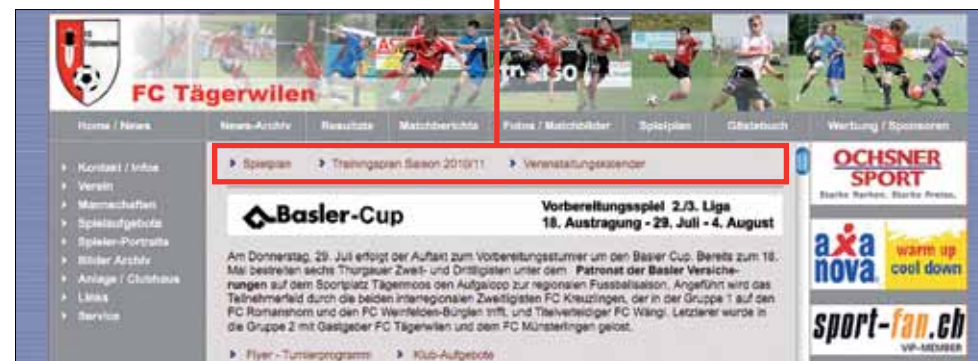 FC Tägerwilen
Home / News News-Archiv Resultate Matchberichte Fotos / Matchbilder Spielplan Gästebuch Werbung / Sponsoren
Kontakt / Infos
Verein
Mannschaften
Spielaufgebote
Spieler-Portraits
Bilder Archiv
Anlage / Clubhaus
Links
Service
Spielplan Trainingsplan Saison 2010/11 Veranstaltungskalender
Basler-Cup
Vorbereitungsspiel 2./3. Liga
18. Austragung - 29. Juli - 4. August
Am Donnerstag, 29. Juli erfolgt der Auftakt zum Vorbereitungsturnier um den Basler Cup. Bereits zum 18.
Mal bestreiten sechs Thurgauer Zweit- und Drittligisten unter dem Patronat der Basler Versiche-
rungen auf dem Sportplatz Tägermoos den Aufgalopp zur regionalen Fussballsaison. Angeführt wird das
Teilnehmerfeld durch die beiden interregionalen Zweitligisten FC Kreuzlingen, der in der Gruppe 1 auf den
FC Romanshorn und den FC Weinfelden-Bürglen trifft, und Titelverteidiger FC Wängi. Letzterer wurde in
die Gruppe 2 mit Gastgeber FC Tägerwilen und dem FC Münsterlingen gelost.
Flyer - Turnierprogramm Klub-Aufgebote
OCHSNER
SPORT
Starke Marken. Starke Preise.
axa
nova
warm up
cool down
sport-fan.ch
VIP-MEMBER